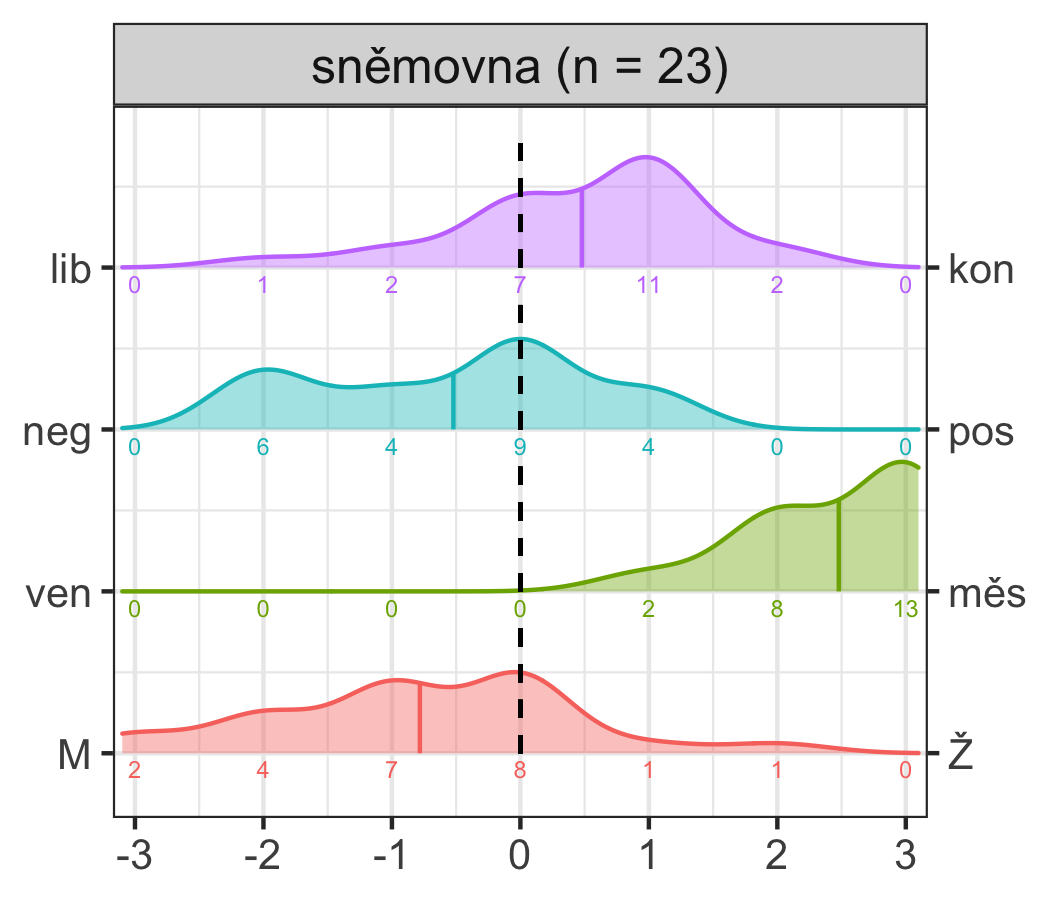 sněmovna (n = 23)
lib kon
0 1 2 7 11 2 0
neg pos
0 6 4 9 4 0 0
ven měs
0 0 0 0 2 8 13
M Ž
2 4 7 8 1 1 0
-3 -2 -1 0 1 2 3